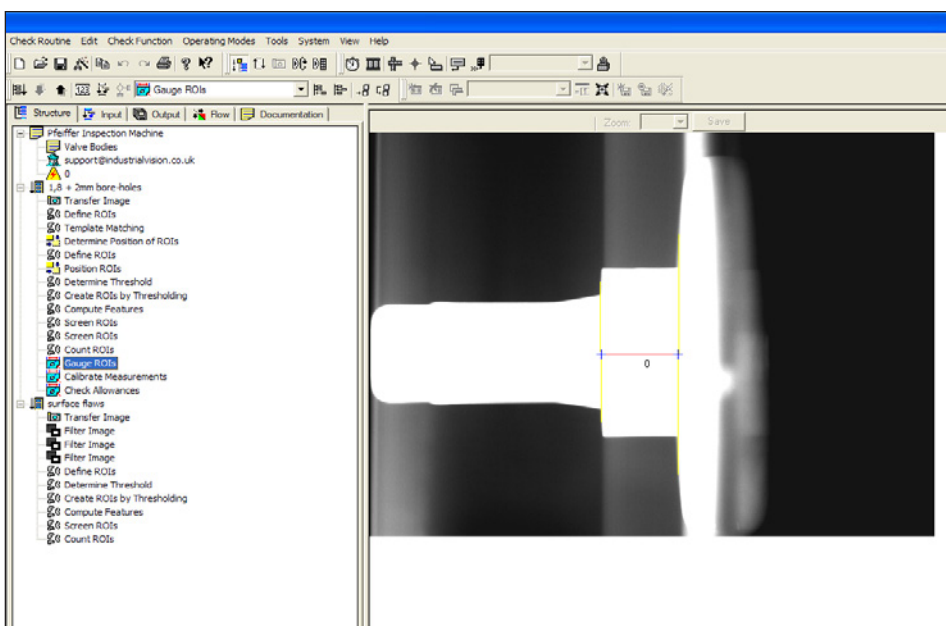 Check Routine Edit Check Function Operating Modes Tools System View Help
Gauge ROIs
Structure Input Output Flow Documentation
Zoom: Save
Pfeiffer Inspection Machine
Valve Bodies
support@industrialvision.co.uk
0
1,8 + 2mm bore-holes
Transfer Image
Define ROIs
Template Matching
Determine Position of ROIs
Define ROIs
Position ROIs
Determine Threshold
Create ROIs by Thresholding
Compute Features
Screen ROIs
Screen ROIs
Count ROIs
Gauge ROIs
Calibrate Measurements
Check Allowances
surface flaws
Transfer Image
Filter Image
Filter Image
Filter Image
Define ROIs
Determine Threshold
Create ROIs by Thresholding
Compute Features
Screen ROIs
Count ROIs
0